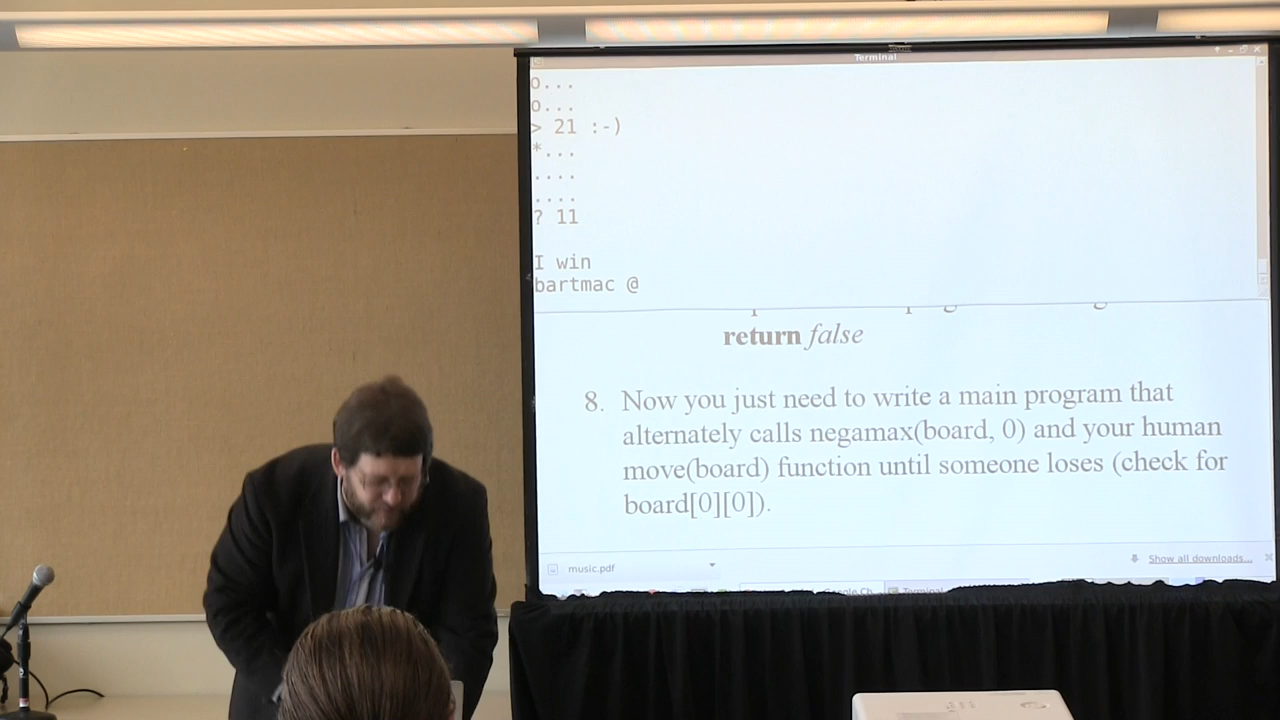 Terminal
o...
o...
> 21 :-)
*...
....
....
? 11
I win
bartmac @
return false
8. Now you just need to write a main program that
alternately calls negamax(board, 0) and your human
move(board) function until someone loses (check for
board[0][0]).
music.pdf
Show all downloads...
Terminal